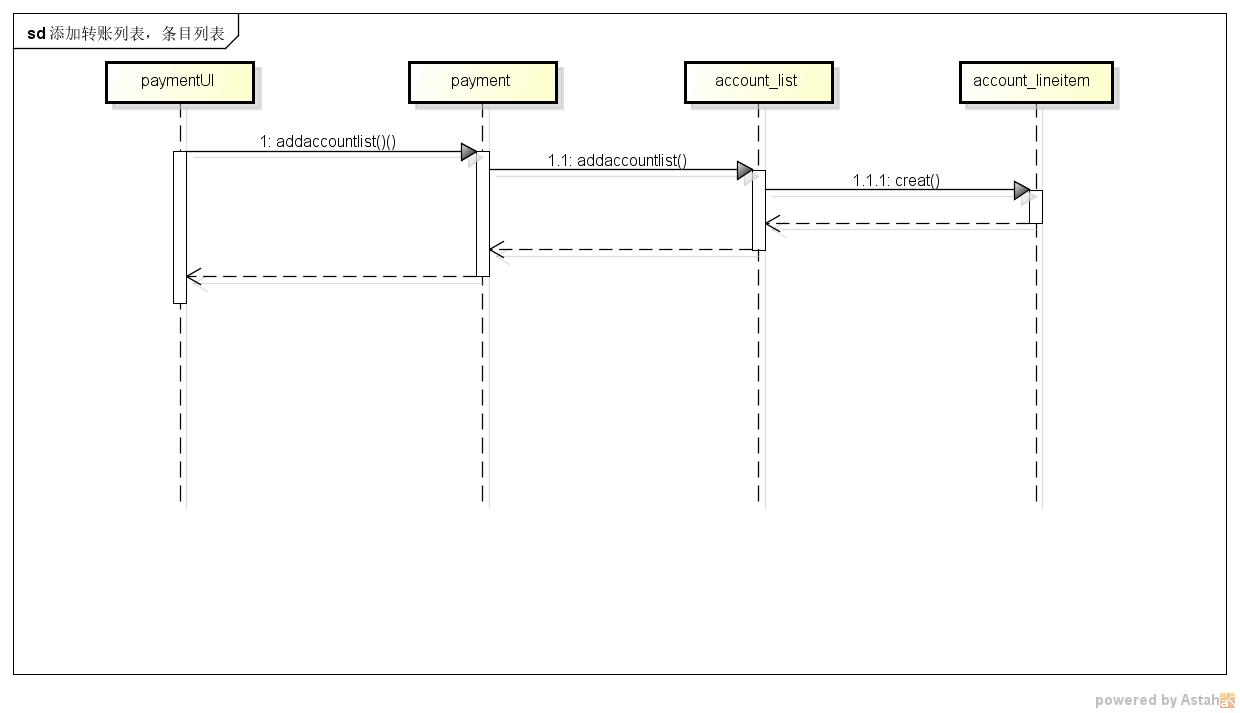 sd 添加转账列表，条目列表
paymentUI
payment
account_list
account_lineitem
1: addaccountlist()()
1.1: addaccountlist()
1.1.1: creat()
powered by Astah